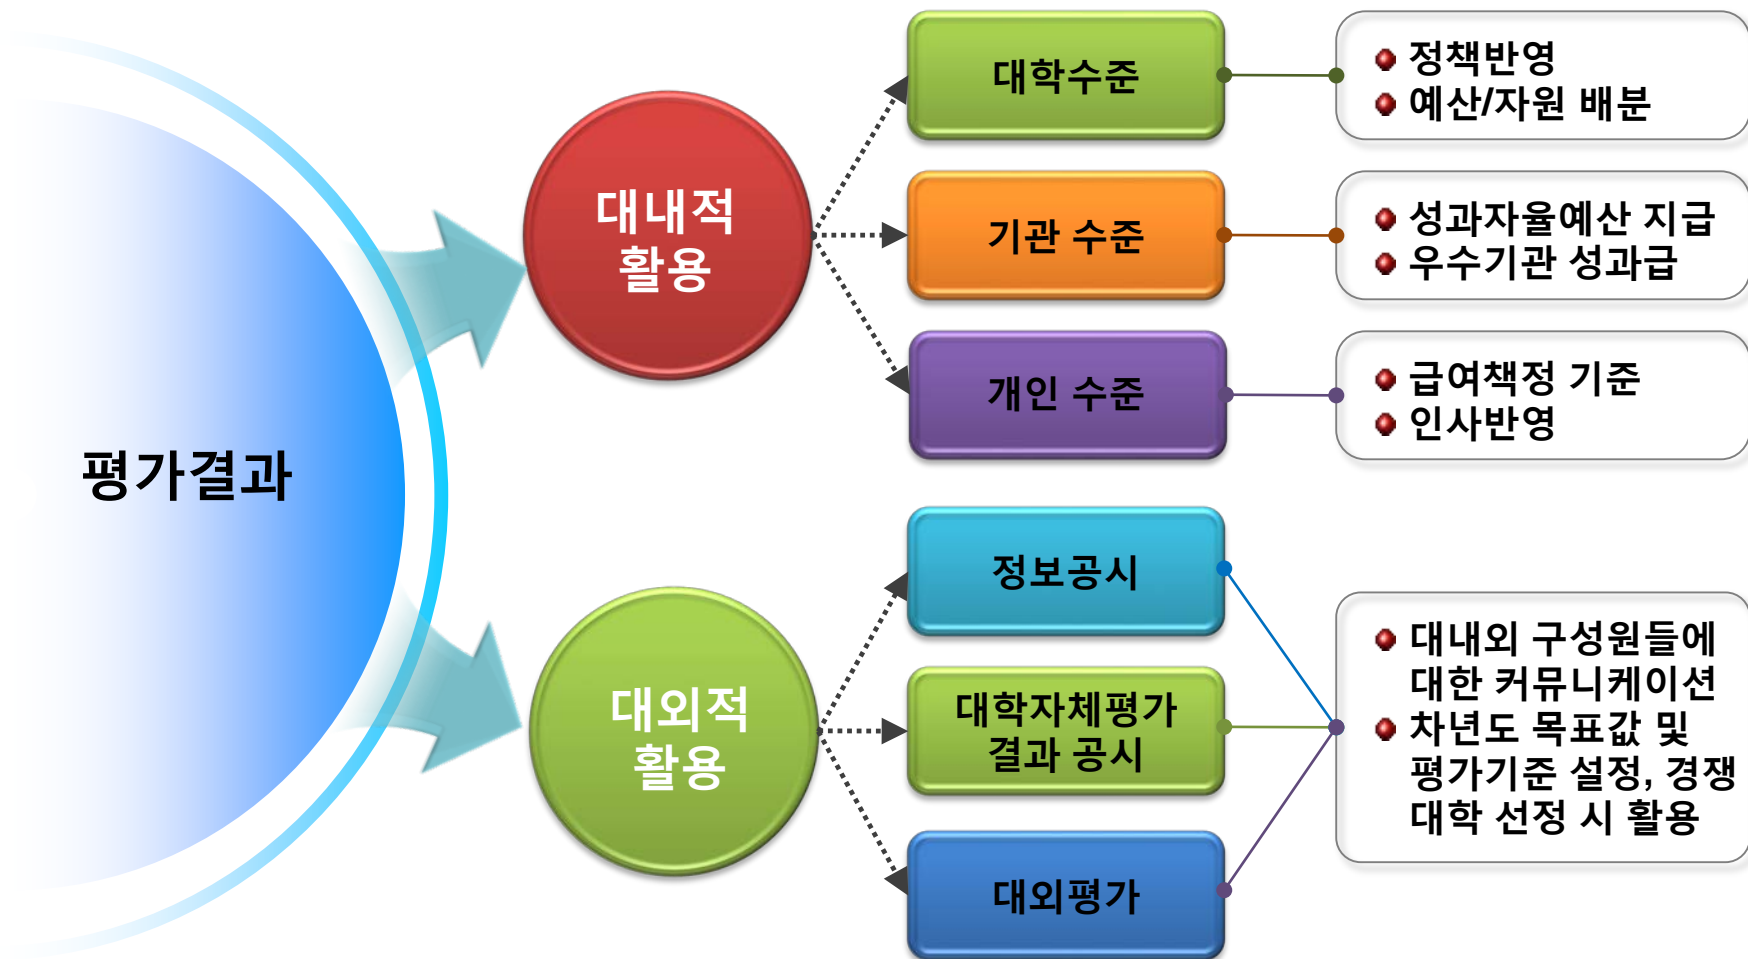 평가결과
대내적
활용
대학수준
정책반영
예산/자원 배분
기관 수준
성과자율예산 지급
우수기관 성과급
개인 수준
급여책정 기준
인사반영
대외적
활용
정보공시
대학자체평가
결과 공시
대외평가
대내외 구성원들에
대한 커뮤니케이션
차년도 목표값 및
평가기준 설정, 경쟁
대학 선정 시 활용